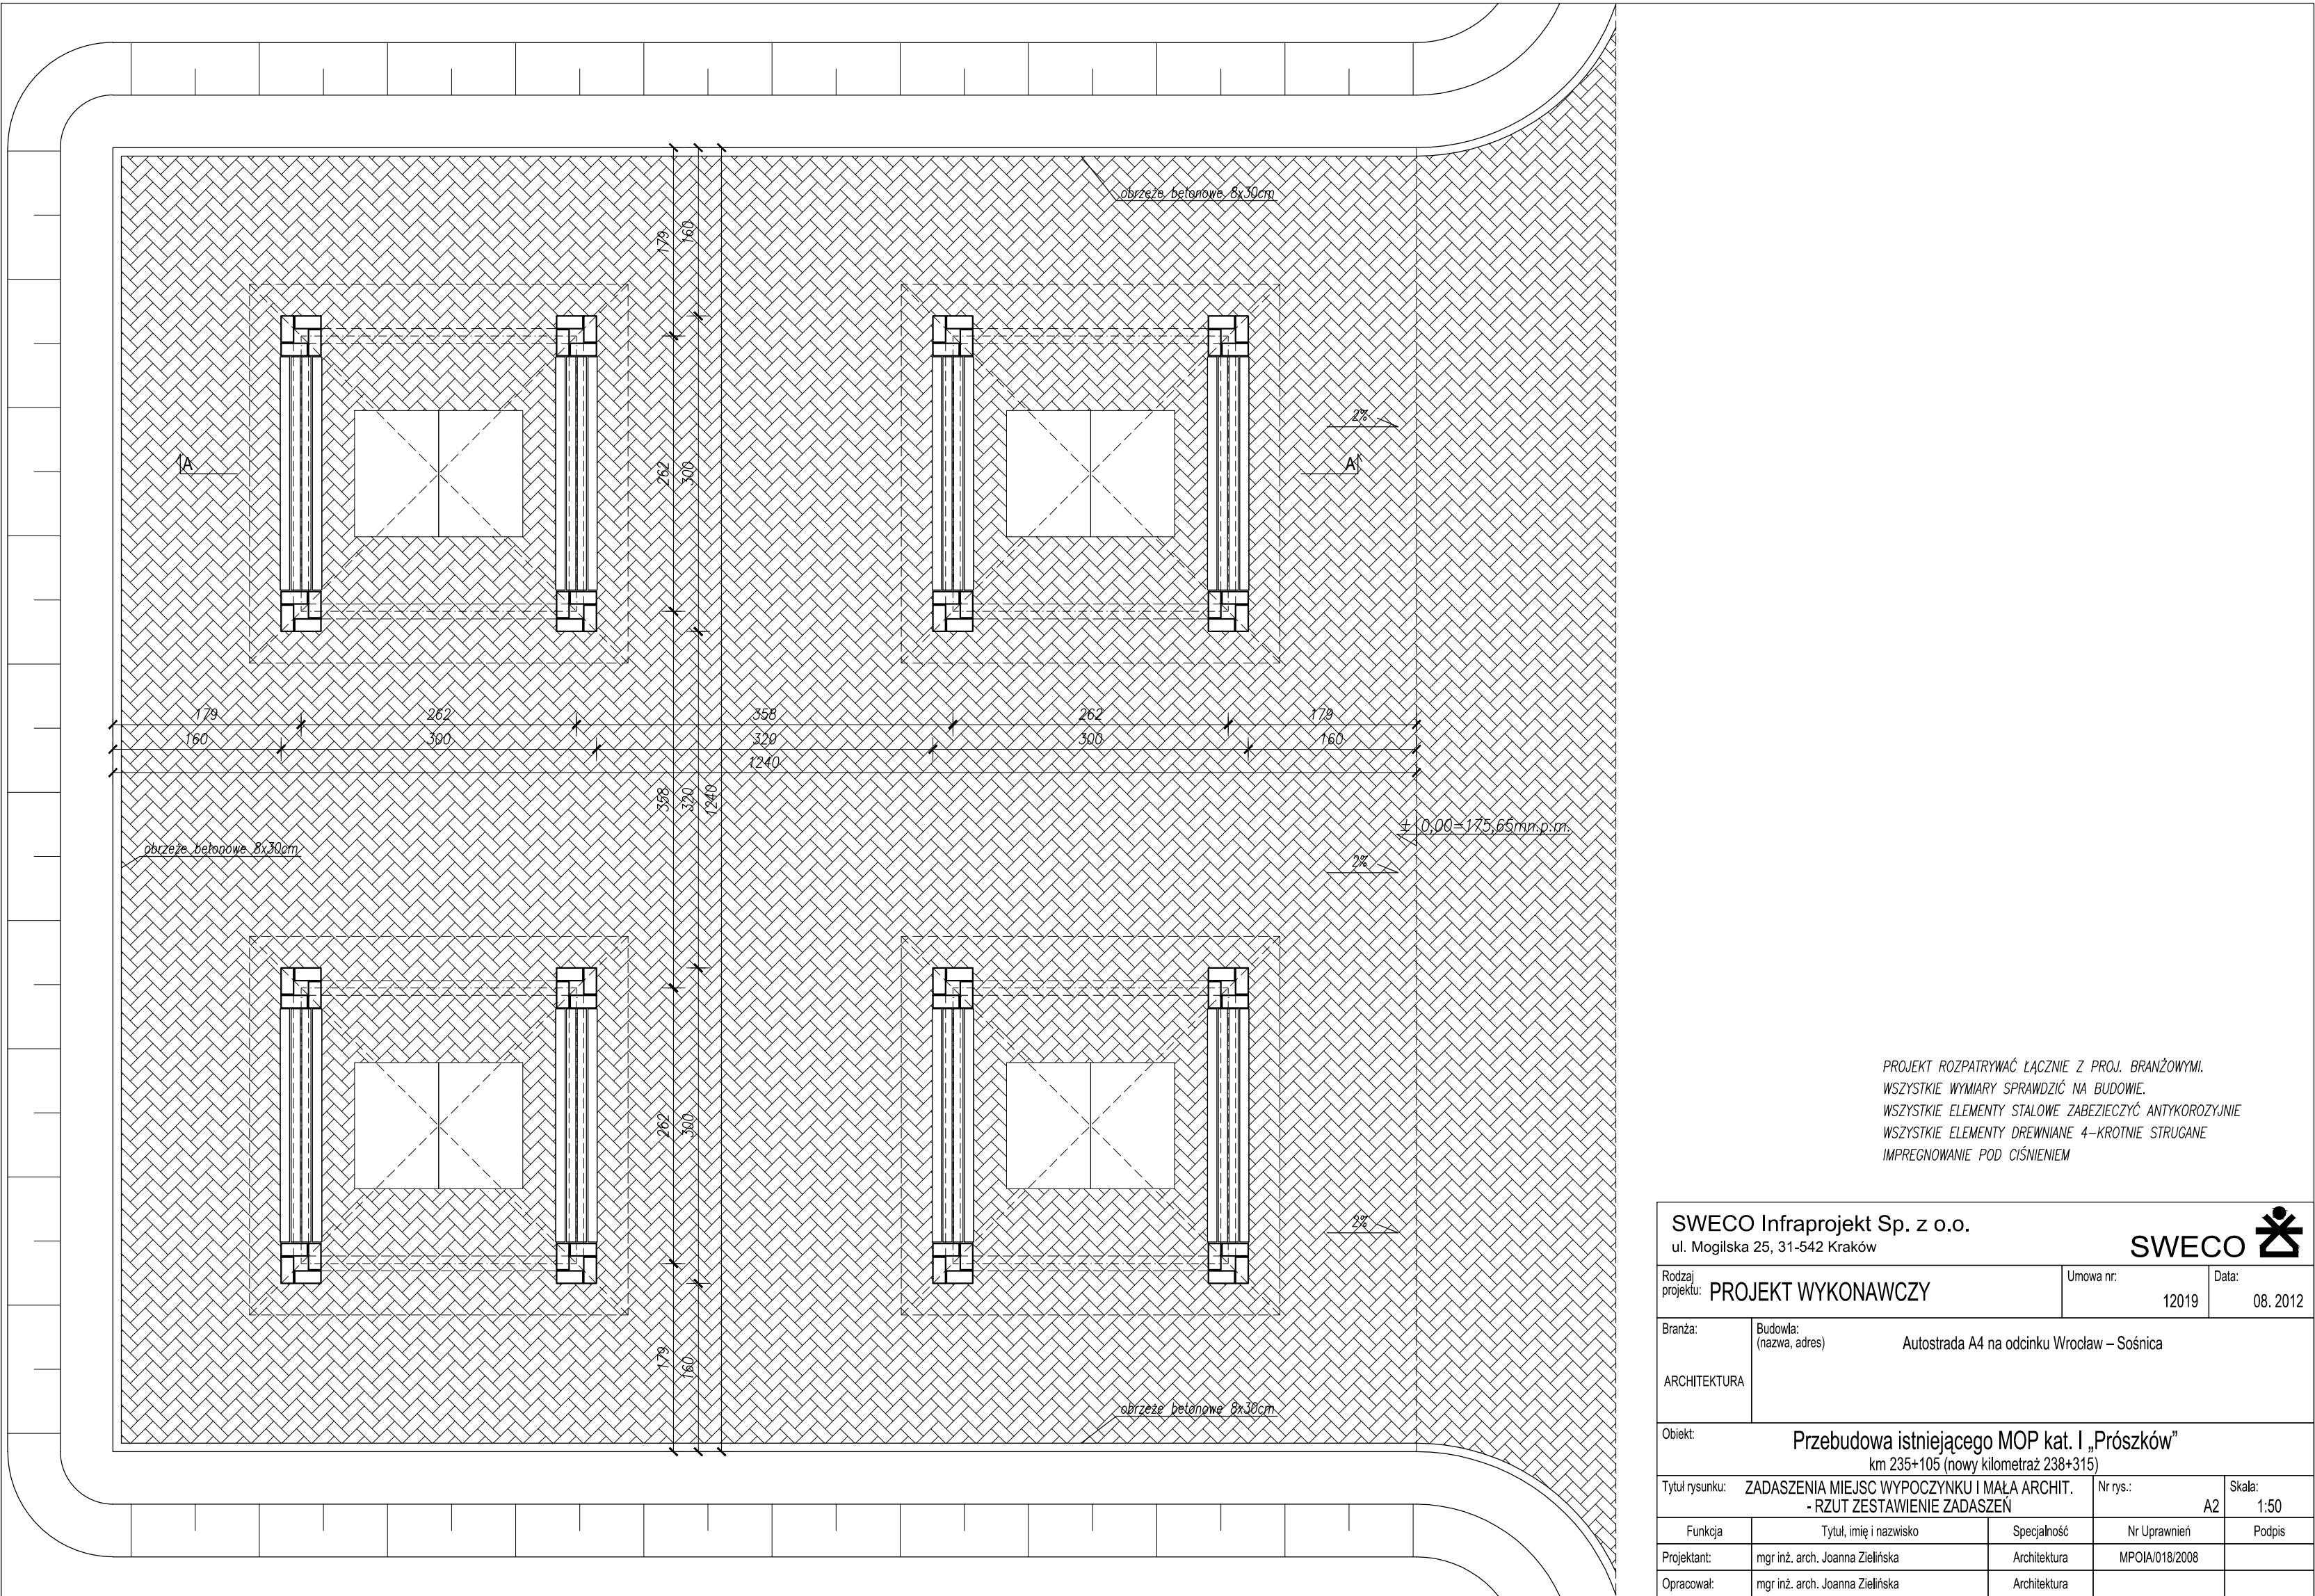 obrzeże betonowe 8x30cm
179
160
2%
A
A
262
300
179
262
358
262
179
160
300
320
300
160
1240
358
320
1240
±0,00=175,65mn.p.m.
obrzeże betonowe 8x30cm
2%
262
300
2%
179
160
obrzeże betonowe 8x30cm
PROJEKT ROZPATRYWAĆ ŁĄCZNIE Z PROJ. BRANŻOWYMI.
WSZYSTKIE WYMIARY SPRAWDZIĆ NA BUDOWIE.
WSZYSTKIE ELEMENTY STALOWE ZABEZIECZYĆ ANTYKOROZYJNIE
WSZYSTKIE ELEMENTY DREWNIANE 4-KROTNIE STRUGANE
IMPREGNOWANIE POD CIŚNIENIEM
SWECO Infraprojekt Sp. z o.o.
ul. Mogilska 25, 31-542 Kraków
SWECO
Rodzaj
projektu: PROJEKT WYKONAWCZY
Umowa nr:
12019
Data:
08. 2012
Branża:
ARCHITEKTURA
Budowla:
(nazwa, adres)
Autostrada A4 na odcinku Wrocław – Sośnica
Obiekt:
Przebudowa istniejącego MOP kat. I „Prószków”
km 235+105 (nowy kilometraż 238+315)
Tytuł rysunku: ZADASZENIA MIEJSC WYPOCZYNKU I MAŁA ARCHIT.
- RZUT ZESTAWIENIE ZADASZEŃ
Nr rys.:
A2
Skala:
1:50
Funkcja Tytuł, imię i nazwisko Specjalność Nr Uprawnień Podpis
Projektant: mgr inż. arch. Joanna Zielińska Architektura MPOIA/018/2008
Opracował: mgr inż. arch. Joanna Zielińska Architektura